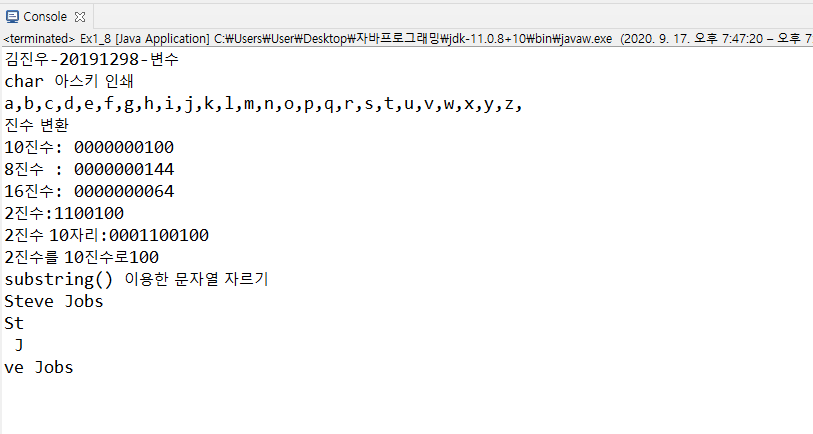 Console
<terminated> Ex1_8 [Java Application] C:₩Users₩User₩Desktop₩자바프로그래밍₩jdk-11.0.8+10₩bin₩javaw.exe (2020. 9. 17. 오후 7:47:20 – 오후 7:
김진우-20191298-변수
char 아스키 인쇄
a,b,c,d,e,f,g,h,i,j,k,l,m,n,o,p,q,r,s,t,u,v,w,x,y,z,
진수 변환
10진수: 0000000100
8진수 : 0000000144
16진수: 0000000064
2진수:1100100
2진수 10자리:0001100100
2진수를 10진수로100
substring() 이용한 문자열 자르기
Steve Jobs
St
 J
ve Jobs